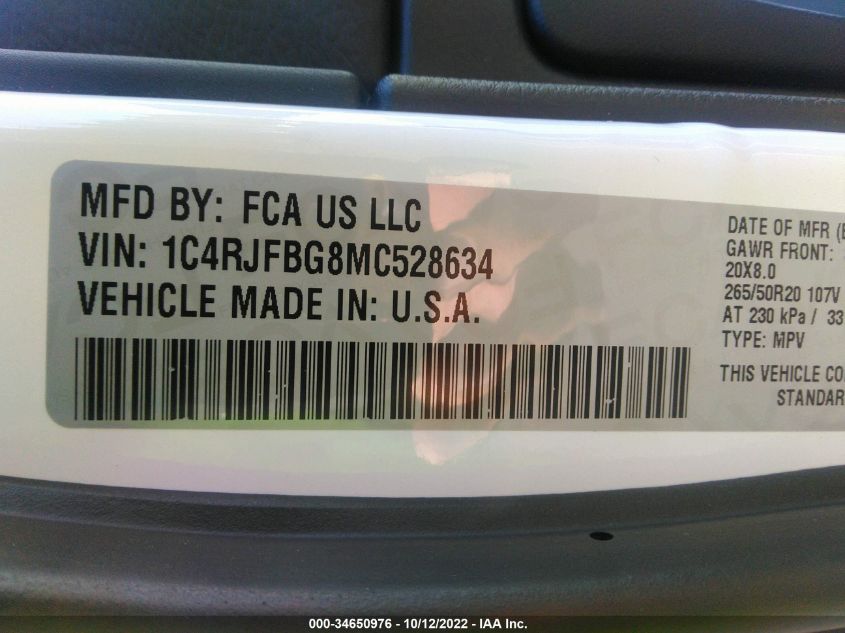 MFD BY: FCA US LLC
VIN: 1C4RJFBG8MC528634
VEHICLE MADE IN: U.S.A.
DATE OF MFR
GAWR FRONT:
20X8.0
265/50R20 107V
AT 230 kPa / 33
TYPE: MPV
THIS VEHICLE
000-34650976 - 10/12/2022 - IAA Inc.